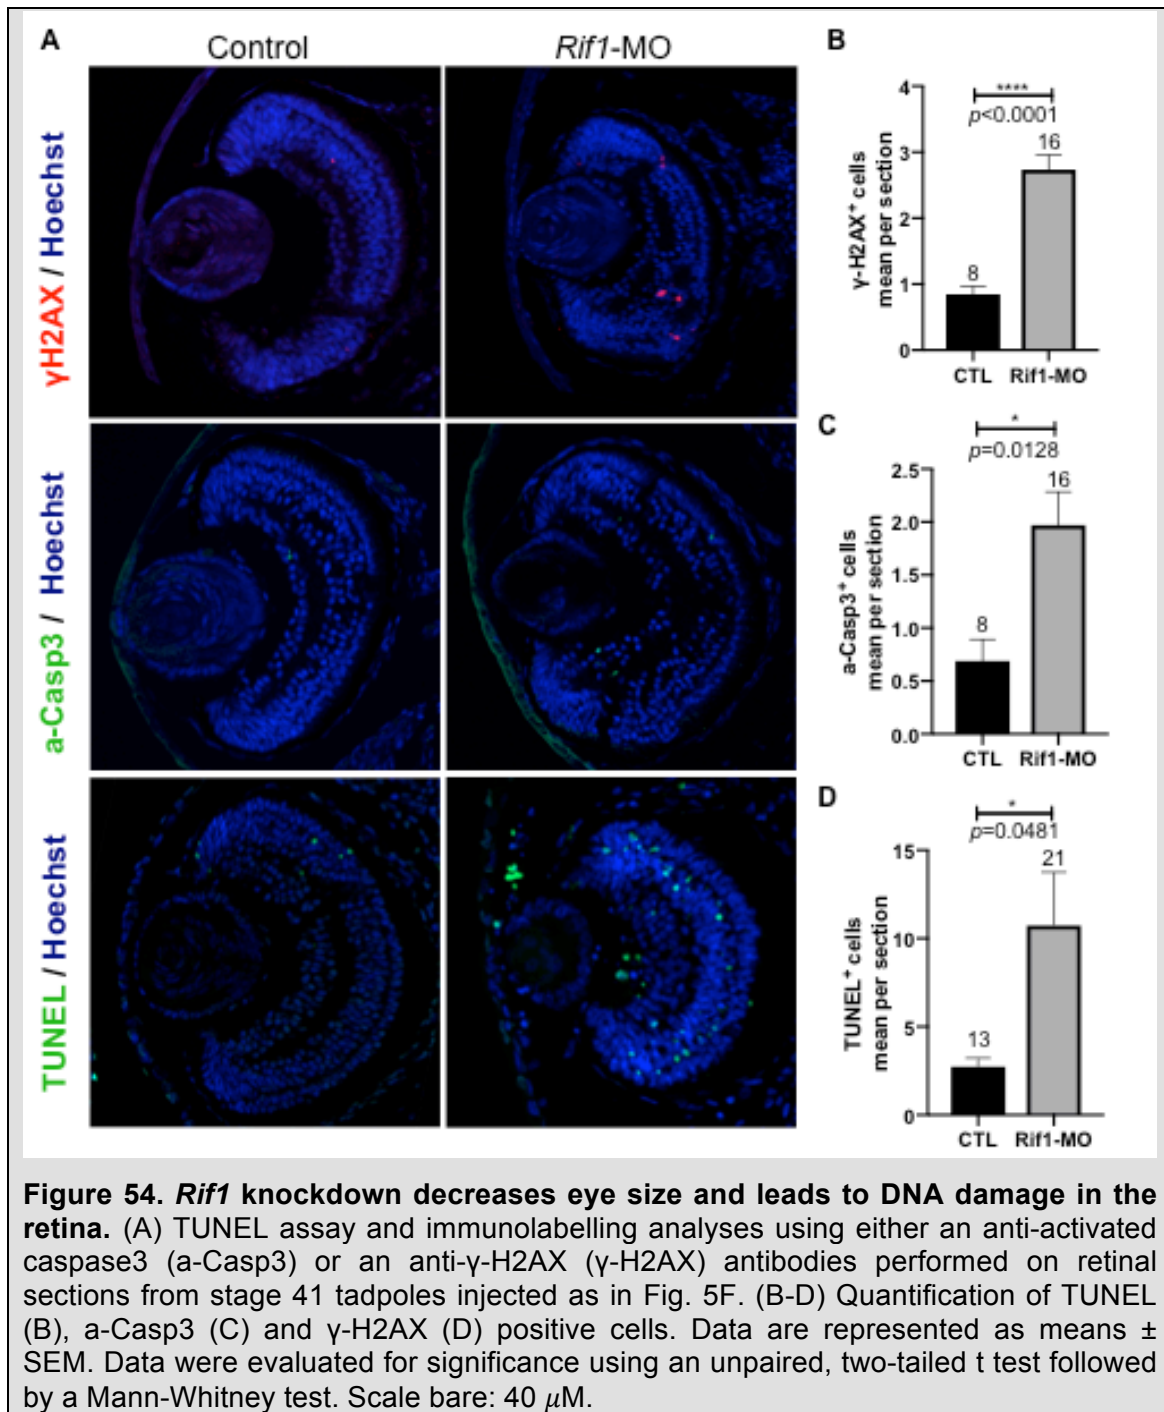 A
Control
Rif1-MO
γH2AX / Hoechst
a-Casp3 / Hoechst
TUNEL / Hoechst
B
****
p<0.0001
16
8
4
3
2
1
0
γ-H2AX⁺ cells
mean per section
CTL
Rif1-MO
C
*
p=0.0128
16
8
2.5
2.0
1.5
1.0
0.5
0.0
a-Casp3⁺ cells
mean per section
CTL
Rif1-MO
D
*
p=0.0481
21
13
15
10
5
0
TUNEL⁺ cells
mean per section
CTL
Rif1-MO
Figure 54. Rif1 knockdown decreases eye size and leads to DNA damage in the
retina. (A) TUNEL assay and immunolabelling analyses using either an anti-activated
caspase3 (a-Casp3) or an anti-γ-H2AX (γ-H2AX) antibodies performed on retinal
sections from stage 41 tadpoles injected as in Fig. 5F. (B-D) Quantification of TUNEL
(B), a-Casp3 (C) and γ-H2AX (D) positive cells. Data are represented as means ±
SEM. Data were evaluated for significance using an unpaired, two-tailed t test followed
by a Mann-Whitney test. Scale bare: 40 μM.